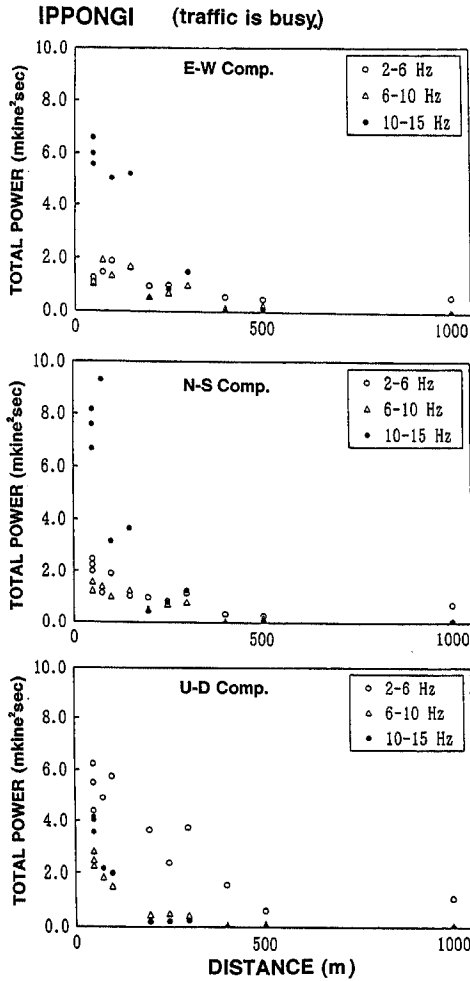 IPPONGI (traffic is busy.)
E-W Comp.
○ 2-6 Hz
△ 6-10 Hz
● 10-15 Hz
TOTAL POWER (mkine²sec)
10.0
8.0
6.0
4.0
2.0
0.0
0
500
1000
N-S Comp.
○ 2-6 Hz
△ 6-10 Hz
● 10-15 Hz
TOTAL POWER (mkine²sec)
10.0
8.0
6.0
4.0
2.0
0.0
0
500
1000
U-D Comp.
○ 2-6 Hz
△ 6-10 Hz
● 10-15 Hz
TOTAL POWER (mkine²sec)
10.0
8.0
6.0
4.0
2.0
0.0
0
500
1000
DISTANCE (m)